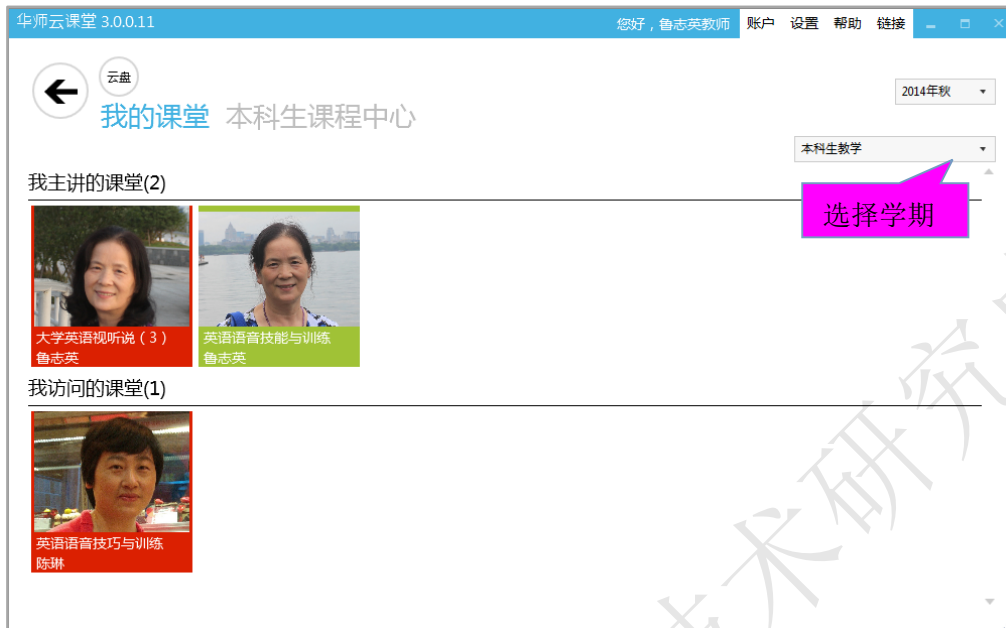 华师云课堂 3.0.0.11 您好，鲁志英教师 账户 设置 帮助 链接
云盘
2014年秋
我的课堂 本科生课程中心
本科生教学
我主讲的课堂(2)
选择学期
大学英语视听说（3）
鲁志英
英语语音技能与训练
鲁志英
我访问的课堂(1)
英语语音技巧与训练
陈琳
术研究